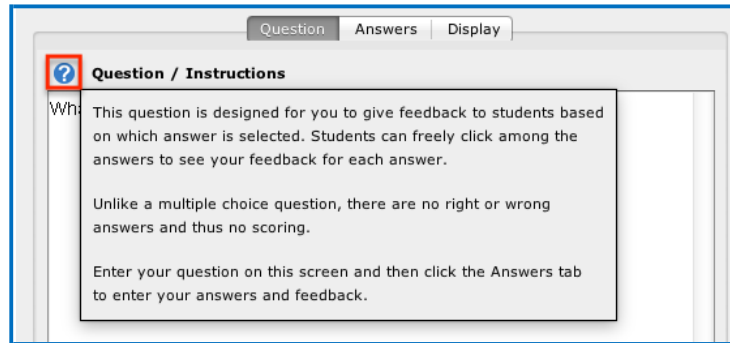 Question Answers Display
Question / Instructions
This question is designed for you to give feedback to students based
on which answer is selected. Students can freely click among the
answers to see your feedback for each answer.
Unlike a multiple choice question, there are no right or wrong
answers and thus no scoring.
Enter your question on this screen and then click the Answers tab
to enter your answers and feedback.